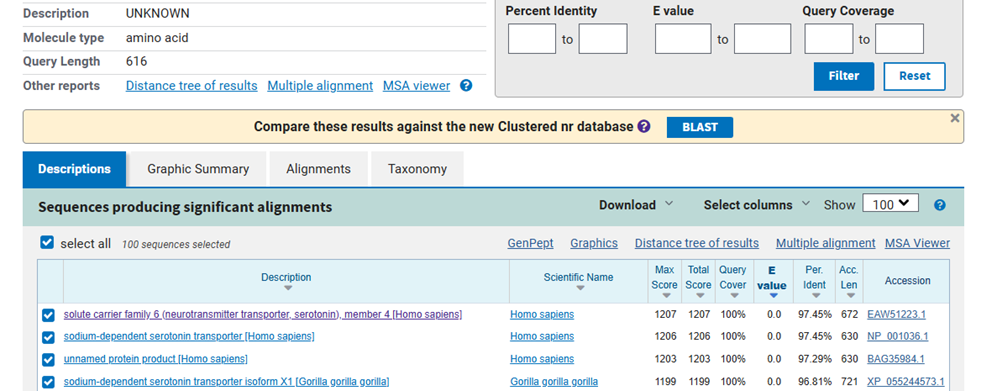 Description UNKNOWN
Molecule type amino acid
Query Length 616
Other reports Distance tree of results Multiple alignment MSA viewer ?
Percent Identity E value Query Coverage
to to to
Filter Reset
Compare these results against the new Clustered nr database ? BLAST
Descriptions Graphic Summary Alignments Taxonomy
Sequences producing significant alignments Download Select columns Show 100 ?
select all 100 sequences selected GenPept Graphics Distance tree of results Multiple alignment MSA Viewer
Description Scientific Name Max Score Total Score Query Cover E value Per. Ident Acc. Len Accession
solute carrier family 6 (neurotransmitter transporter, serotonin), member 4 [Homo sapiens] Homo sapiens 1207 1207 100% 0.0 97.45% 672 EAW51223.1
sodium-dependent serotonin transporter [Homo sapiens] Homo sapiens 1206 1206 100% 0.0 97.45% 630 NP_001036.1
unnamed protein product [Homo sapiens] Homo sapiens 1203 1203 100% 0.0 97.29% 630 BAG35984.1
sodium-dependent serotonin transporter isoform X1 [Gorilla gorilla gorilla] Gorilla gorilla gorilla 1199 1199 100% 0.0 96.81% 721 XP_055244573.1